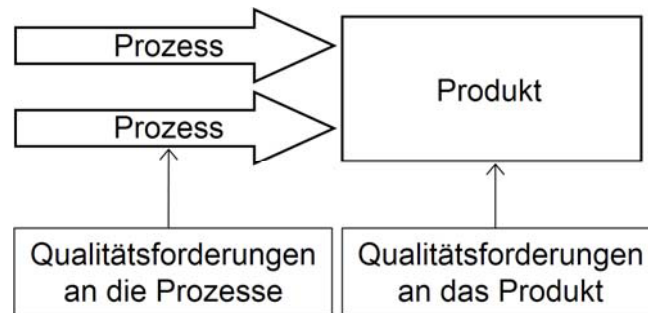 Prozess
Produkt
Prozess
Qualitätsforderungen
an die Prozesse
Qualitätsforderungen
an das Produkt